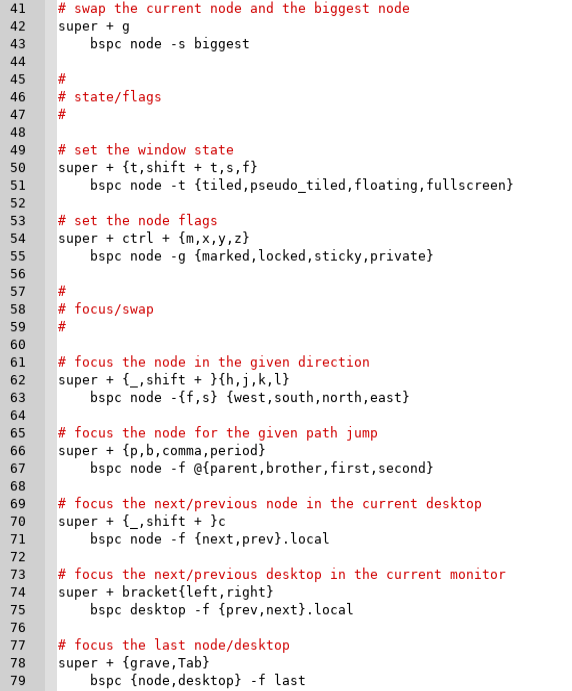 41 # swap the current node and the biggest node
42 super + g
43     bspc node -s biggest
44
45 #
46 # state/flags
47 #
48
49 # set the window state
50 super + {t,shift + t,s,f}
51     bspc node -t {tiled,pseudo_tiled,floating,fullscreen}
52
53 # set the node flags
54 super + ctrl + {m,x,y,z}
55     bspc node -g {marked,locked,sticky,private}
56
57 #
58 # focus/swap
59 #
60
61 # focus the node in the given direction
62 super + {_,shift + }{h,j,k,l}
63     bspc node -{f,s} {west,south,north,east}
64
65 # focus the node for the given path jump
66 super + {p,b,comma,period}
67     bspc node -f @{parent,brother,first,second}
68
69 # focus the next/previous node in the current desktop
70 super + {_,shift + }c
71     bspc node -f {next,prev}.local
72
73 # focus the next/previous desktop in the current monitor
74 super + bracket{left,right}
75     bspc desktop -f {prev,next}.local
76
77 # focus the last node/desktop
78 super + {grave,Tab}
79     bspc {node,desktop} -f last